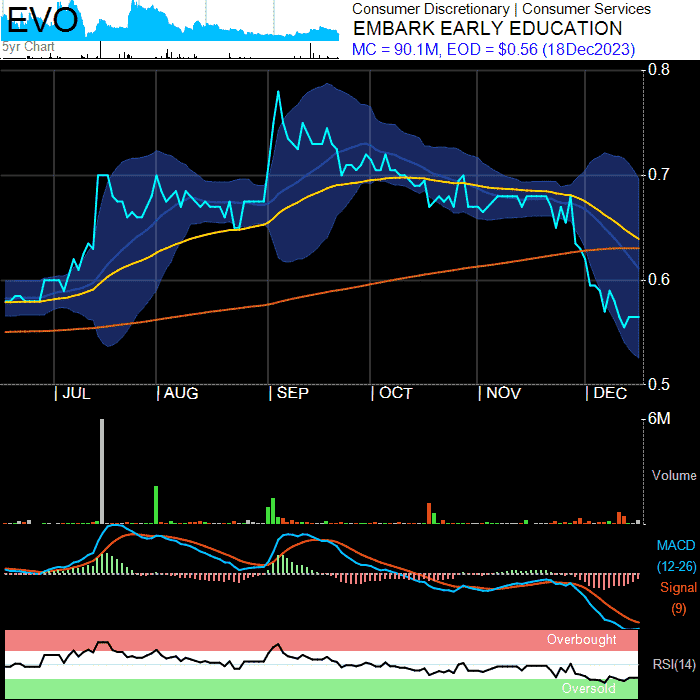 EVO
5yr Chart
Consumer Discretionary | Consumer Services
EMBARK EARLY EDUCATION
MC = 90.1M, EOD = $0.56 (18Dec2023)
0.8
0.7
0.6
0.5
JUL AUG SEP OCT NOV DEC
6M
Volume
MACD
(12-26)
Signal
(9)
Overbought
RSI(14)
Oversold